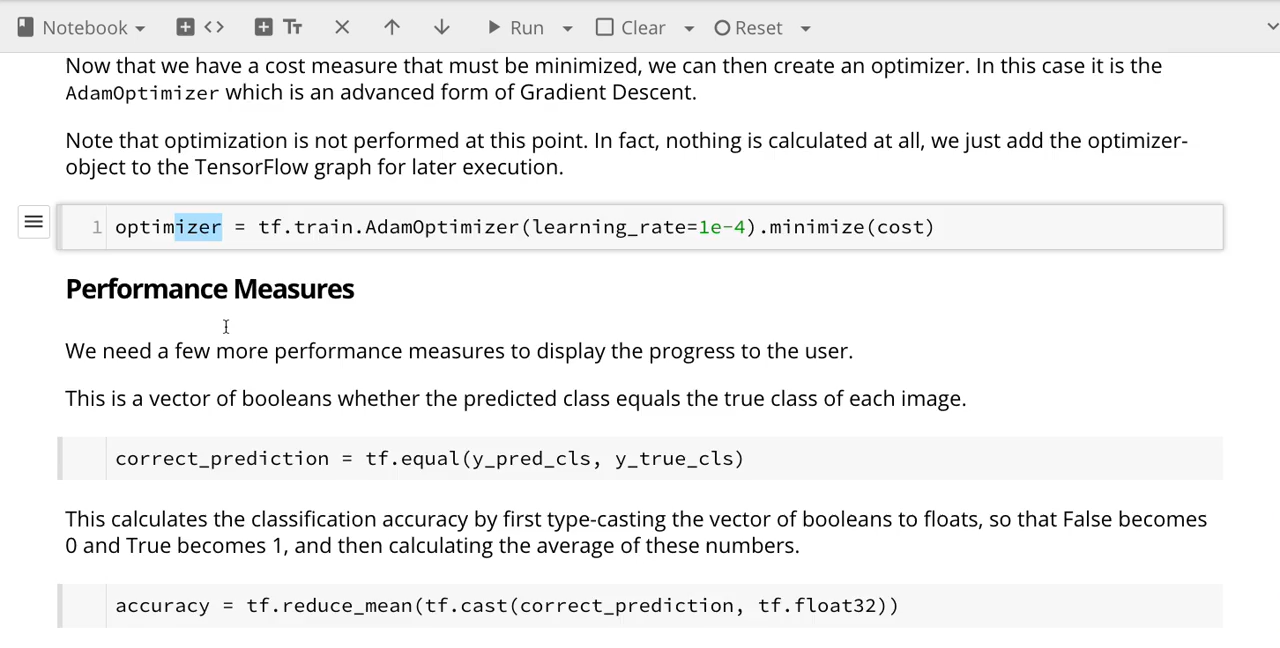 Notebook <> Tт Run Clear Reset
Now that we have a cost measure that must be minimized, we can then create an optimizer. In this case it is the
AdamOptimizer which is an advanced form of Gradient Descent.
Note that optimization is not performed at this point. In fact, nothing is calculated at all, we just add the optimizer-
object to the TensorFlow graph for later execution.
1 optimizer = tf.train.AdamOptimizer(learning_rate=1e-4).minimize(cost)
Performance Measures
We need a few more performance measures to display the progress to the user.
This is a vector of booleans whether the predicted class equals the true class of each image.
correct_prediction = tf.equal(y_pred_cls, y_true_cls)
This calculates the classification accuracy by first type-casting the vector of booleans to floats, so that False becomes
0 and True becomes 1, and then calculating the average of these numbers.
accuracy = tf.reduce_mean(tf.cast(correct_prediction, tf.float32))